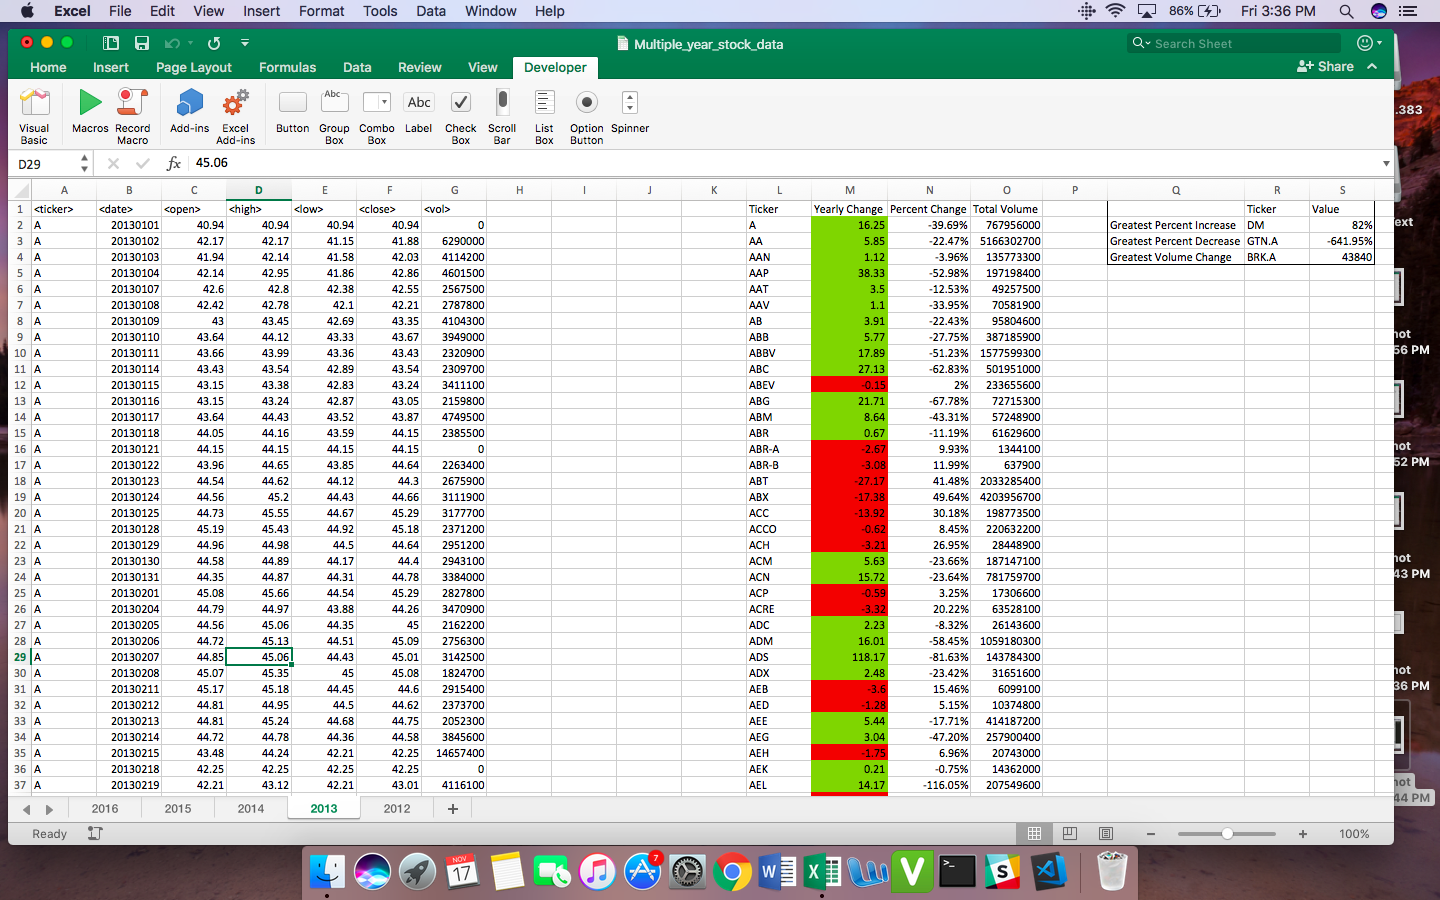 Excel File Edit View Insert Format Tools Data Window Help 86% Fri 3:36 PM
Multiple_year_stock_data Search Sheet
Home Insert Page Layout Formulas Data Review View Developer Share
Abc Abc
Visual Basic Macros Record Macro Add-ins Excel Add-ins Button Group Box Combo Box Label Check Box Scroll Bar List Box Option Button Spinner
D29 fx 45.06
A B C D E F G H I J K L M N O P Q R S
1 <ticker> <date> <open> <high> <low> <close> <vol> Ticker Yearly Change Percent Change Total Volume Ticker Value
2 A 20130101 40.94 40.94 40.94 40.94 0 A 16.25 -39.69% 767956000 Greatest Percent Increase DM 82%
3 A 20130102 42.17 42.17 41.15 41.88 6290000 AA 5.85 -22.47% 5166302700 Greatest Percent Decrease GTN.A -641.95%
4 A 20130103 41.94 42.14 41.58 42.03 4114200 AAN 1.12 -3.96% 135773300 Greatest Volume Change BRK.A 43840
5 A 20130104 42.14 42.95 41.86 42.86 4601500 AAP 38.33 -52.98% 197198400
6 A 20130107 42.6 42.8 42.38 42.55 2567500 AAT 3.5 -12.53% 49257500
7 A 20130108 42.42 42.78 42.1 42.21 2787800 AAV 1.1 -33.95% 70581900
8 A 20130109 43 43.45 42.69 43.35 4104300 AB 3.91 -22.43% 95804600
9 A 20130110 43.64 44.12 43.33 43.67 3949000 ABB 5.77 -27.75% 387185900
10 A 20130111 43.66 43.99 43.36 43.43 2320900 ABBV 17.89 -51.23% 1577599300
11 A 20130114 43.43 43.54 42.89 43.54 2309700 ABC 27.13 -62.83% 501951000
12 A 20130115 43.15 43.38 42.83 43.24 3411100 ABEV -0.15 2% 233655600
13 A 20130116 43.15 43.24 42.87 43.05 2159800 ABG 21.71 -67.78% 72715300
14 A 20130117 43.64 44.43 43.52 43.87 4749500 ABM 8.64 -43.31% 57248900
15 A 20130118 44.05 44.16 43.59 44.15 2385500 ABR 0.67 -11.19% 61629600
16 A 20130121 44.15 44.15 44.15 44.15 0 ABR-A -2.67 9.93% 1344100
17 A 20130122 43.96 44.65 43.85 44.64 2263400 ABR-B -3.08 11.99% 637900
18 A 20130123 44.54 44.62 44.12 44.3 2675900 ABT -27.17 41.48% 2033285400
19 A 20130124 44.56 45.2 44.43 44.66 3111900 ABX -17.38 49.64% 4203956700
20 A 20130125 44.73 45.55 44.67 45.29 3177700 ACC -13.92 30.18% 198773500
21 A 20130128 45.19 45.43 44.92 45.18 2371200 ACCO -0.62 8.45% 220632200
22 A 20130129 44.96 44.98 44.5 44.64 2951200 ACH -3.21 26.95% 28448900
23 A 20130130 44.58 44.89 44.17 44.4 2943100 ACM 5.63 -23.66% 187147100
24 A 20130131 44.35 44.87 44.31 44.78 3384000 ACN 15.72 -23.64% 781759700
25 A 20130201 45.08 45.66 44.54 45.29 2827800 ACP -0.59 3.25% 17306600
26 A 20130204 44.79 44.97 43.88 44.26 3470900 ACRE -3.32 20.22% 63528100
27 A 20130205 44.56 45.06 44.35 45 2162200 ADC 2.23 -8.32% 26143600
28 A 20130206 44.72 45.13 44.51 45.09 2756300 ADM 16.01 -58.45% 1059180300
29 A 20130207 44.85 45.06 44.43 45.01 3142500 ADS 118.17 -81.63% 143784300
30 A 20130208 45.07 45.35 45 45.08 1824700 ADX 2.48 -23.42% 31651600
31 A 20130211 45.17 45.18 44.45 44.6 2915400 AEB -3.6 15.46% 6099100
32 A 20130212 44.81 44.95 44.5 44.62 2373700 AED -1.28 5.15% 10374800
33 A 20130213 44.81 45.24 44.68 44.75 2052300 AEE 5.44 -17.71% 414187200
34 A 20130214 44.72 44.78 44.36 44.58 3845600 AEG 3.04 -47.20% 257900400
35 A 20130215 43.48 44.24 42.21 42.25 14657400 AEH -1.75 6.96% 20743000
36 A 20130218 42.25 42.25 42.25 42.25 0 AEK 0.21 -0.75% 14362000
37 A 20130219 42.21 43.12 42.21 43.01 4116100 AEL 14.17 -116.05% 207549600
2016 2015 2014 2013 2012 +
Ready 100%
.383
ext
not
56 PM
not
52 PM
not
43 PM
not
36 PM
not
44 PM
NOV 17 7 W X V >_ S